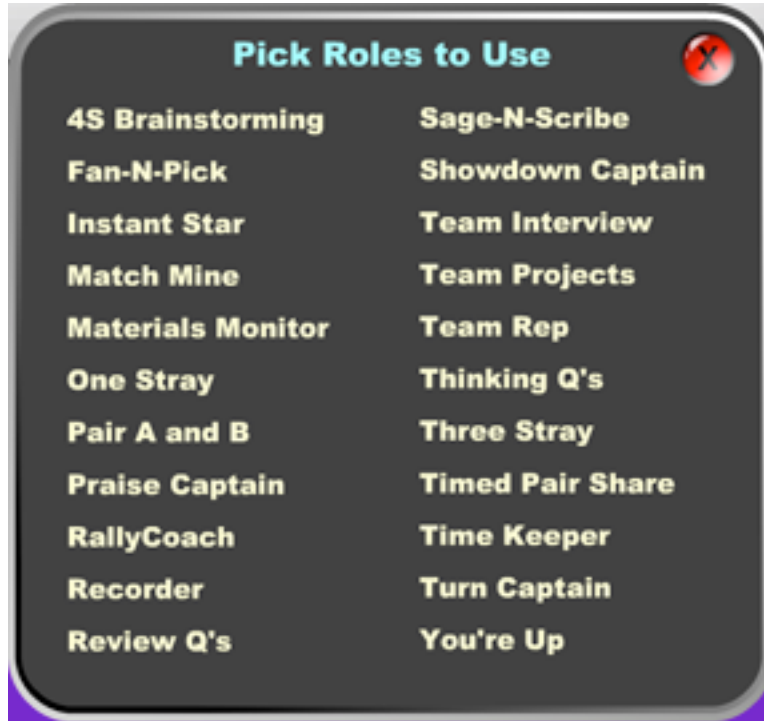 Pick Roles to Use
X
4S Brainstorming
Fan-N-Pick
Instant Star
Match Mine
Materials Monitor
One Stray
Pair A and B
Praise Captain
RallyCoach
Recorder
Review Q's
Sage-N-Scribe
Showdown Captain
Team Interview
Team Projects
Team Rep
Thinking Q's
Three Stray
Timed Pair Share
Time Keeper
Turn Captain
You're Up